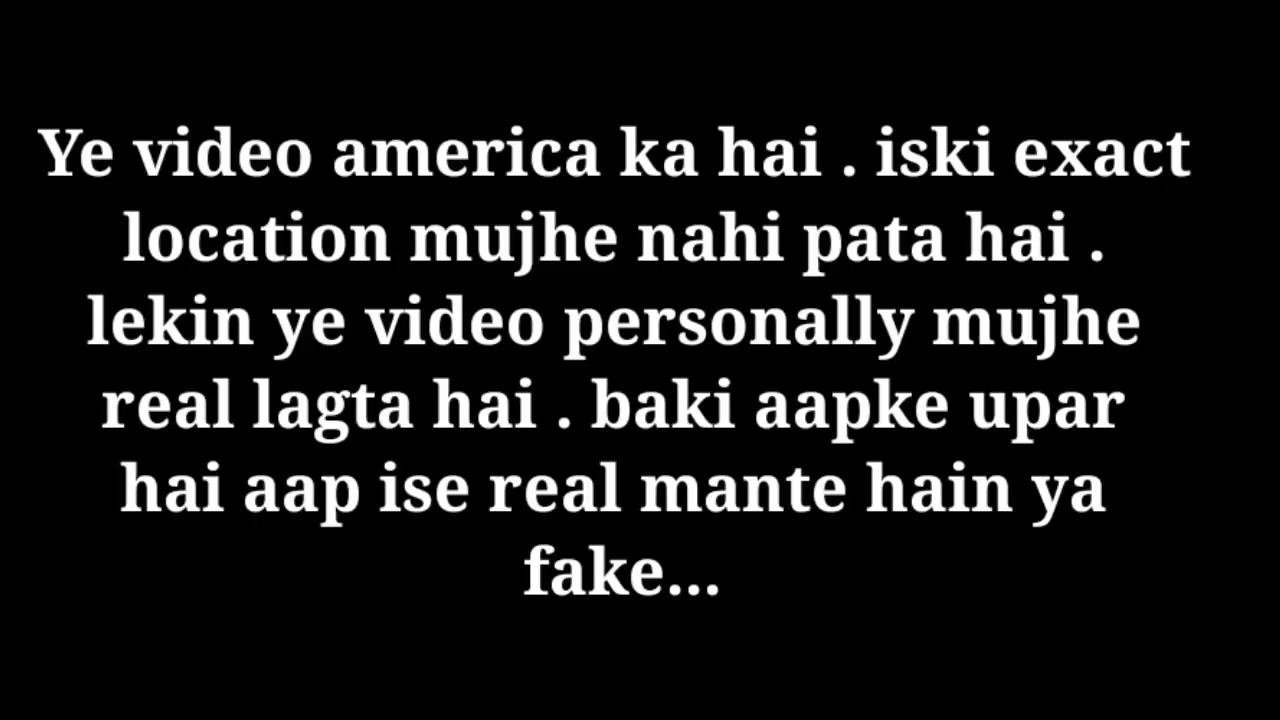 Ye video america ka hai . iski exact
location mujhe nahi pata hai .
lekin ye video personally mujhe
real lagta hai . baki aapke upar
hai aap ise real mante hain ya
fake...